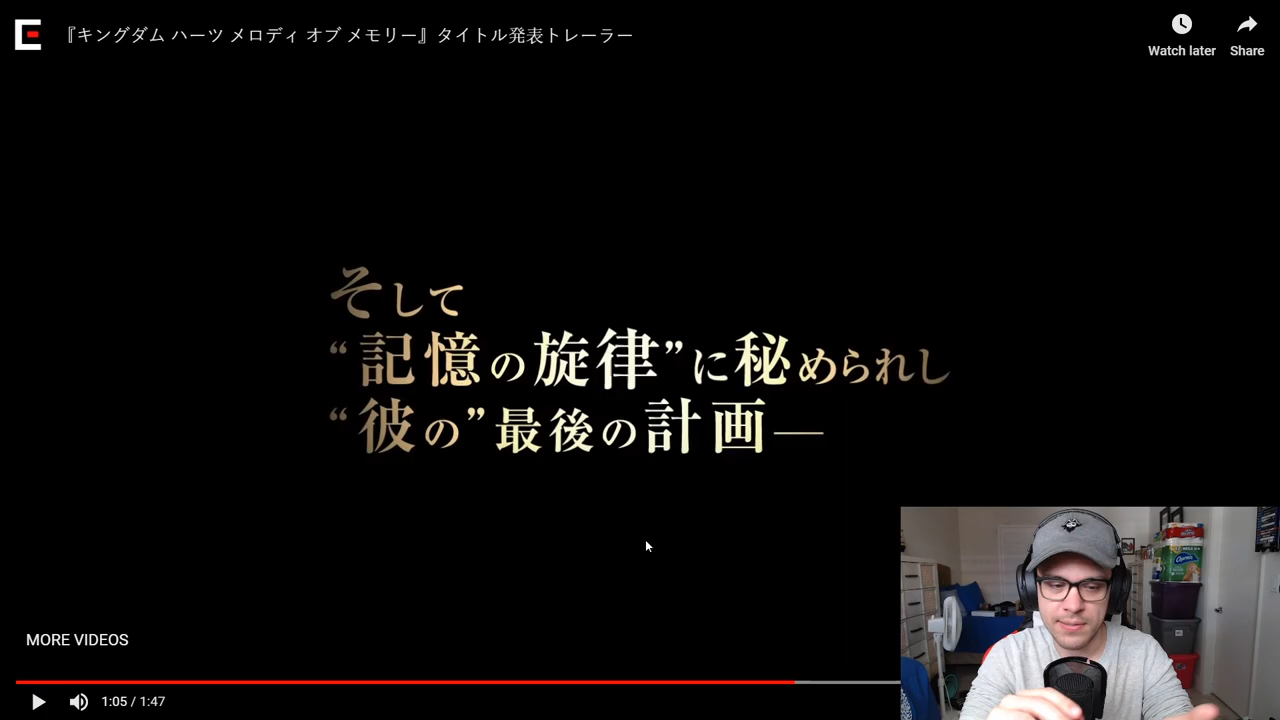 『キングダム ハーツ メロディ オブ メモリー』タイトル発表トレーラー
Watch later
Share
そして
“記憶の旋律”に秘められし
“彼の”最後の計画―
MORE VIDEOS
1:05 / 1:47
Charmin